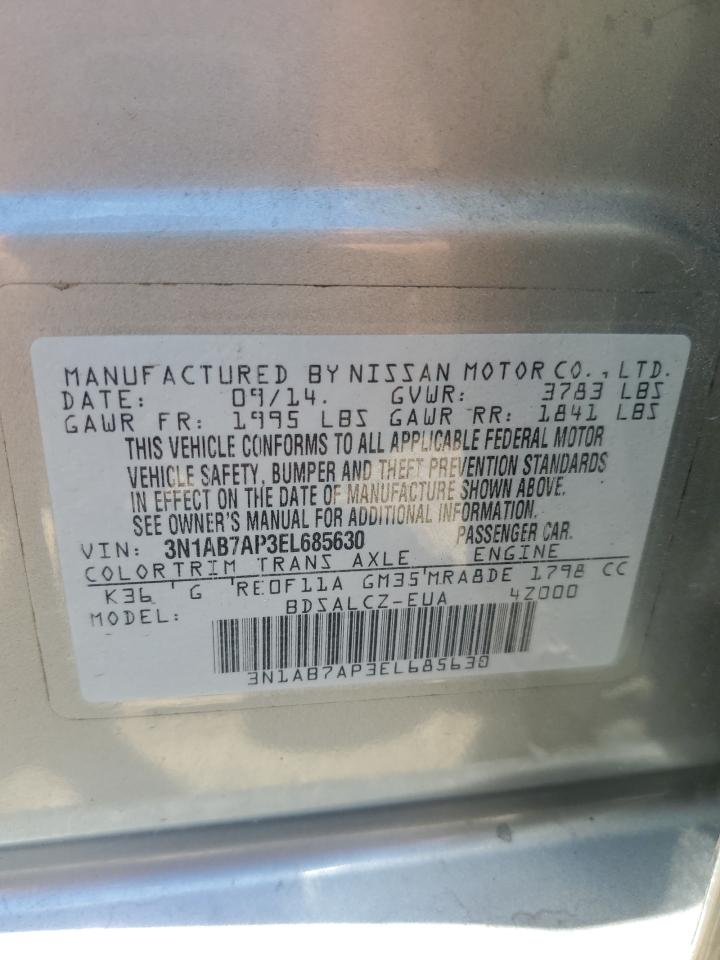 MANUFACTURED BY NISSAN MOTOR CO., LTD.
DATE: 09/14. GVWR: 3783 LBS
GAWR FR: 1995 LBS GAWR RR: 1841 LBS
THIS VEHICLE CONFORMS TO ALL APPLICABLE FEDERAL MOTOR
VEHICLE SAFETY, BUMPER AND THEFT PREVENTION STANDARDS
IN EFFECT ON THE DATE OF MANUFACTURE SHOWN ABOVE.
SEE OWNER'S MANUAL FOR ADDITIONAL INFORMATION.
VIN: 3N1AB7AP3EL685630 PASSENGER CAR.
COLOR TRIM TRANS AXLE ENGINE
K36 G RE0F11A GM35 MRA8DE 1798 CC
MODEL: BDSALCZ-EUA 4Z000
3N1AB7AP3EL685630